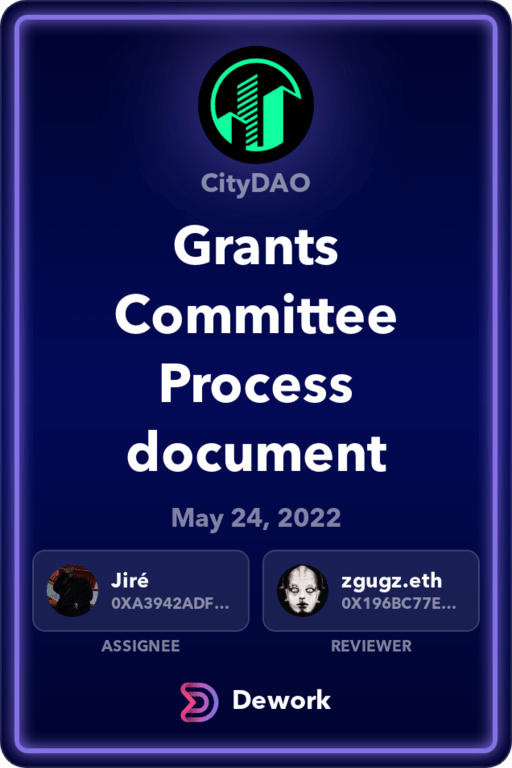 CityDAO
Grants
Committee
Process
document
May 24, 2022
Jiré
0XA3942ADF...
zgugz.eth
0X196BC77E...
ASSIGNEE
REVIEWER
Dework